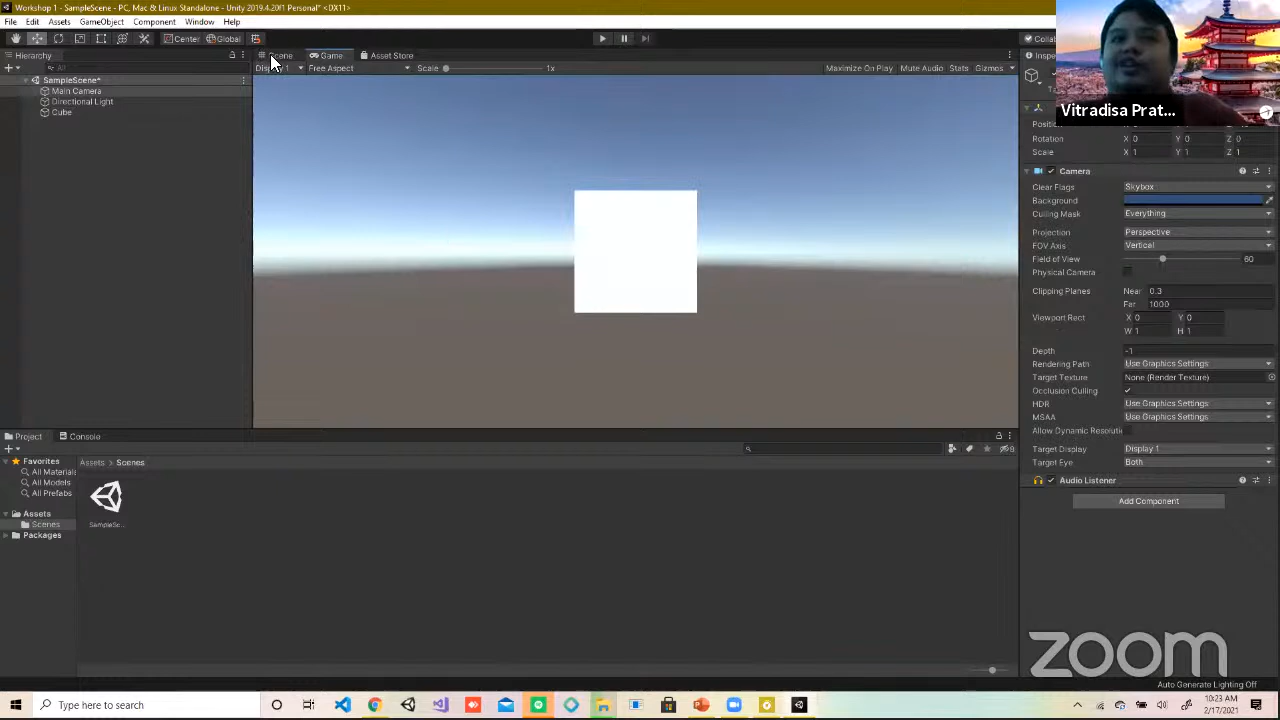 Workshop 1 - SampleScene - PC, Mac & Linux Standalone - Unity 2019.4.20f1 Personal* <DX11>
File Edit Assets GameObject Component Window Help
Center Global
Hierarchy
Scene Game Asset Store
Free Aspect Scale Maximize On Play Mute Audio Stats Gizmos
All
SampleScene*
Main Camera
Directional Light
Cube
Vitradisa Prat...
Position
Rotation X 0 Y 0 Z 0
Scale X 1 Y 1 Z 1
Camera
Clear Flags Skybox
Background
Culling Mask Everything
Projection Perspective
FOV Axis Vertical
Field of View 60
Physical Camera
Clipping Planes Near 0.3
Far 1000
Viewport Rect X 0 Y 0
W 1 H 1
Depth -1
Rendering Path Use Graphics Settings
Target Texture None (Render Texture)
Occlusion Culling
HDR Use Graphics Settings
MSAA Use Graphics Settings
Allow Dynamic Resoluti
Target Display Display 1
Target Eye Both
Audio Listener
Add Component
Project Console
Favorites
All Materials
All Models
All Prefabs
Assets
Scenes
Packages
Assets > Scenes
SampleSc...
9
zoom
Auto Generate Lighting Off
Type here to search
10:23 AM
2/17/2021